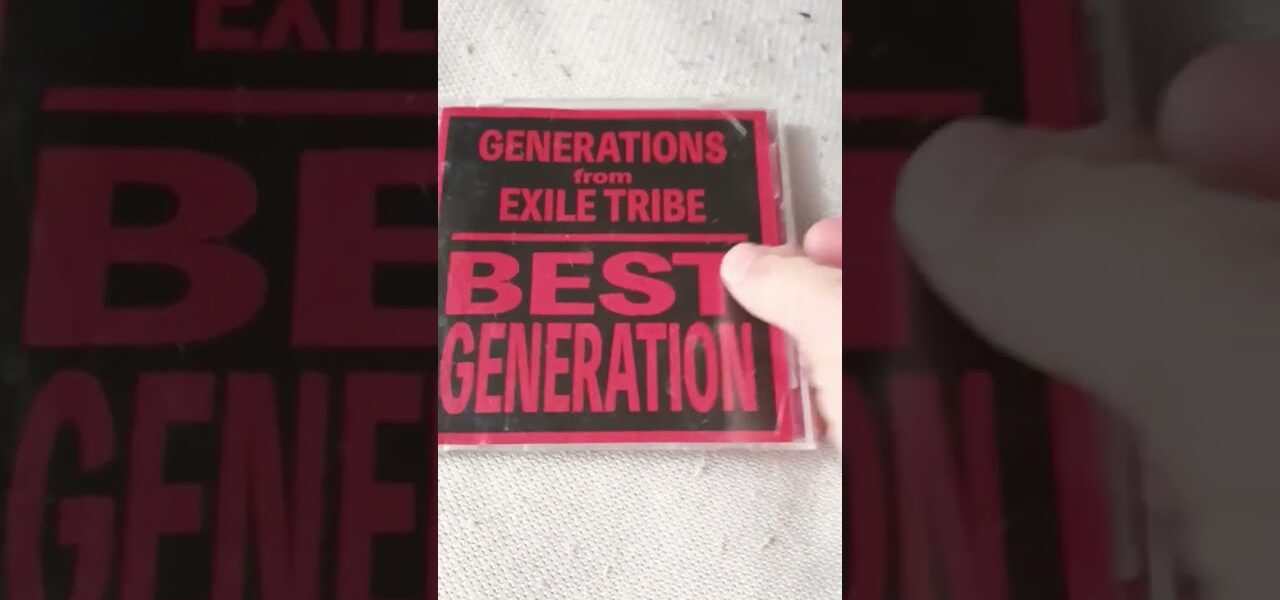 GENERATIONS
from
EXILE TRIBE
BEST
GENERATION